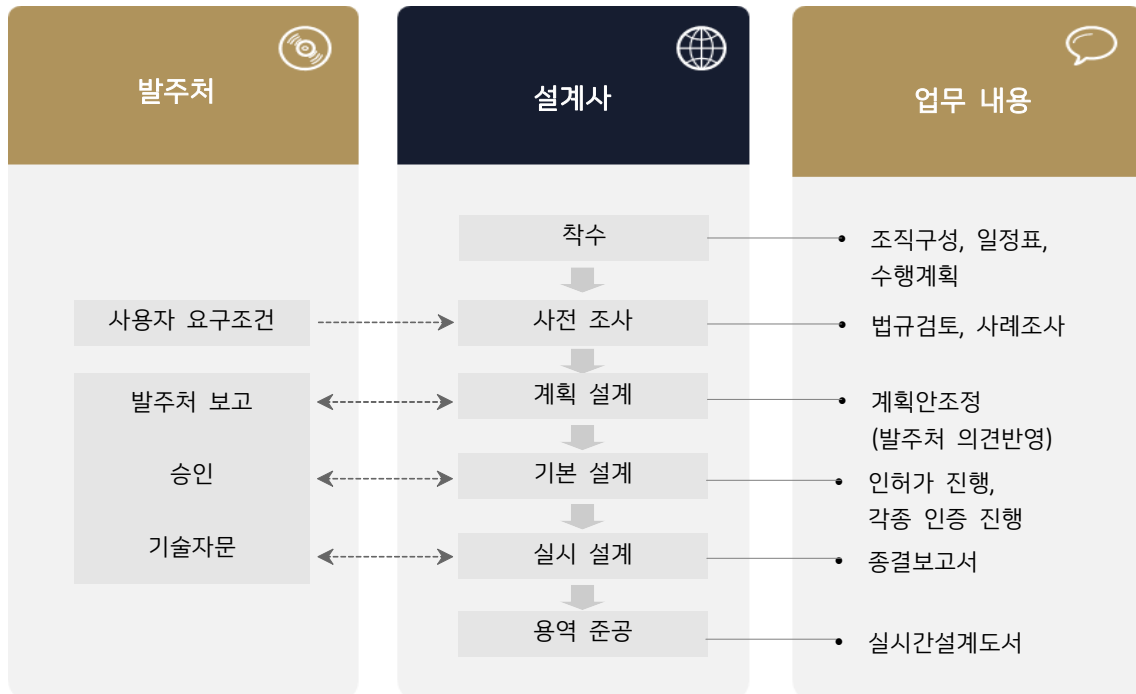 발주처
설계사
업무 내용
착수
조직구성, 일정표,
수행계획
사용자 요구조건
사전 조사
법규검토, 사례조사
발주처 보고
계획 설계
계획안조정
(발주처 의견반영)
승인
기본 설계
인허가 진행,
각종 인증 진행
기술자문
실시 설계
종결보고서
용역 준공
실시간설계도서